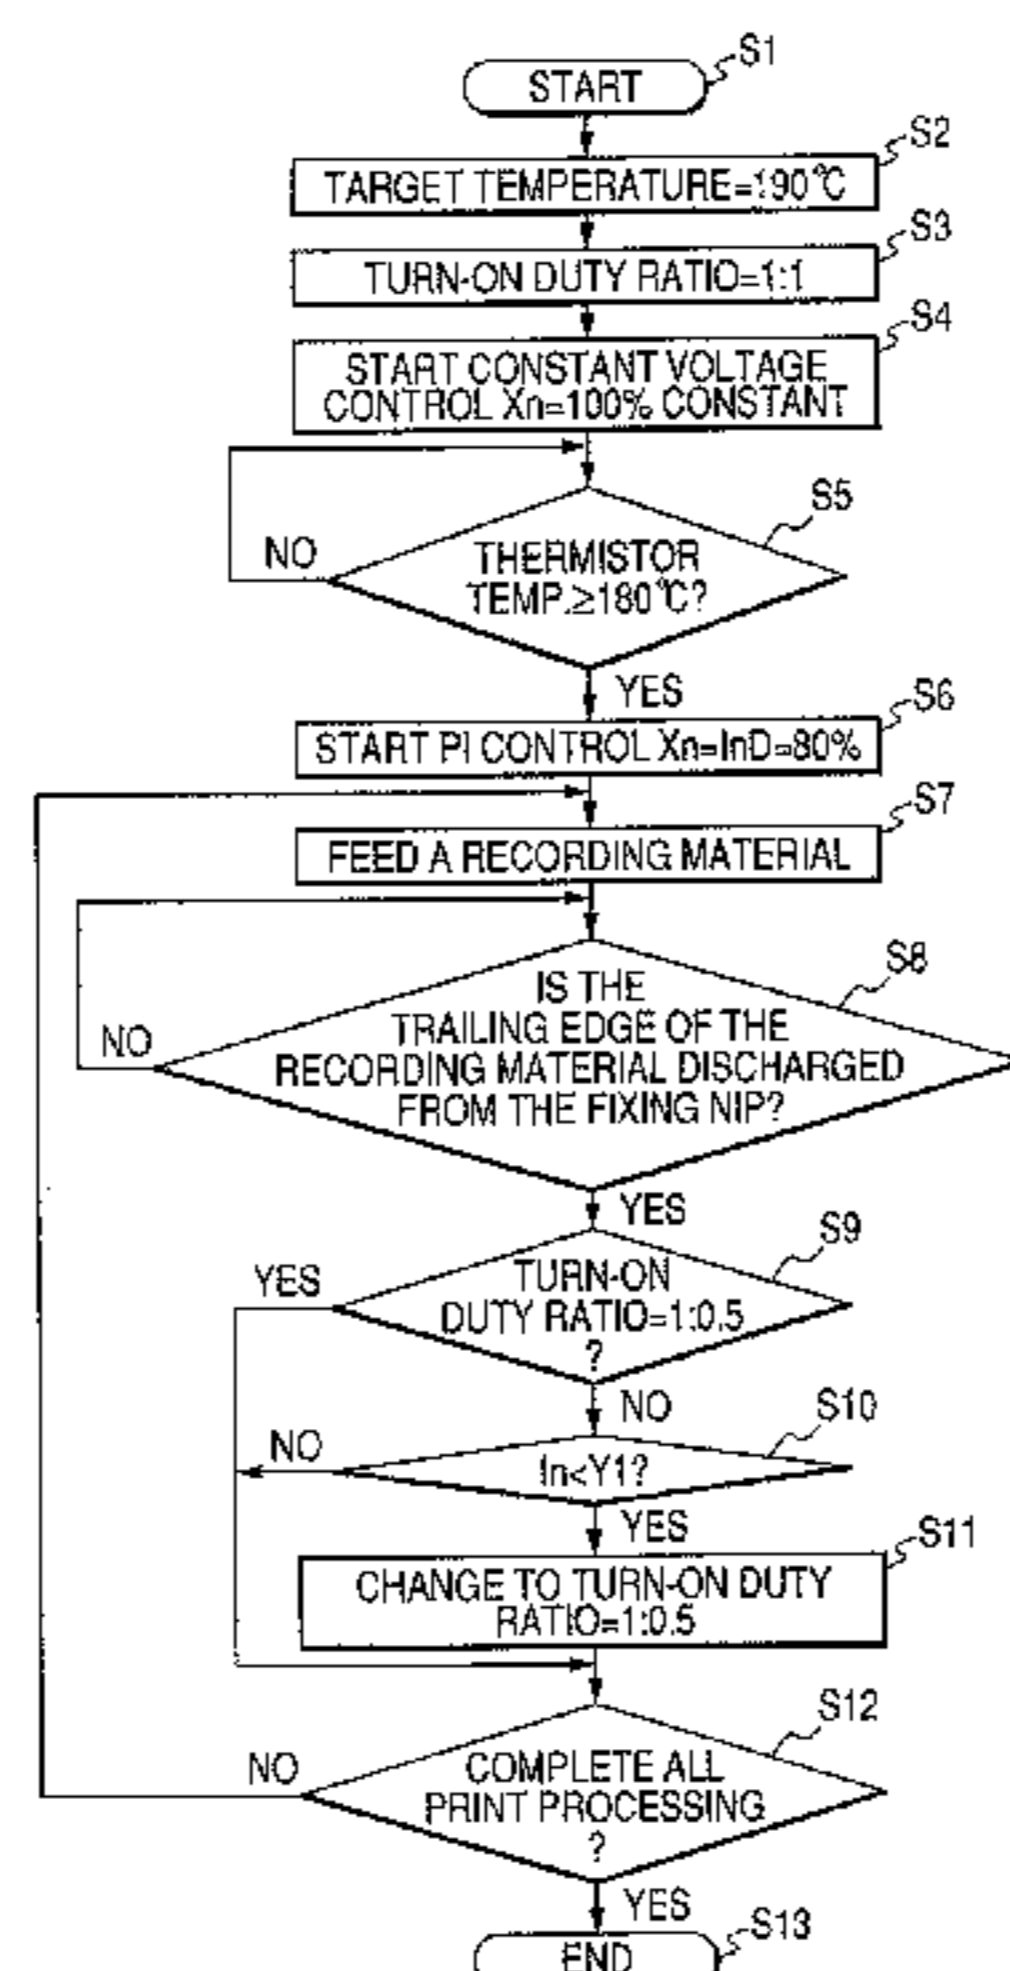 S1
START
S2
TARGET TEMPERATURE=190°C
S3
TURN-ON DUTY RATIO=1:1
S4
START CONSTANT VOLTAGE
CONTROL Xn=100% CONSTANT
S5
NO
THERMISTOR
TEMP.≥180°C?
YES
S6
START PI CONTROL Xn=InD=80%
S7
FEED A RECORDING MATERIAL
S8
IS THE
TRAILING EDGE OF THE
NO
RECORDING MATERIAL DISCHARGED
FROM THE FIXING NIP?
YES
S9
YES
TURN-ON
DUTY RATIO=1:0.5
?
NO
S10
NO
In<Y1?
YES
S11
CHANGE TO TURN-ON DUTY
RATIO=1:0.5
S12
NO
COMPLETE ALL
PRINT PROCESSING
?
YES
S13
END